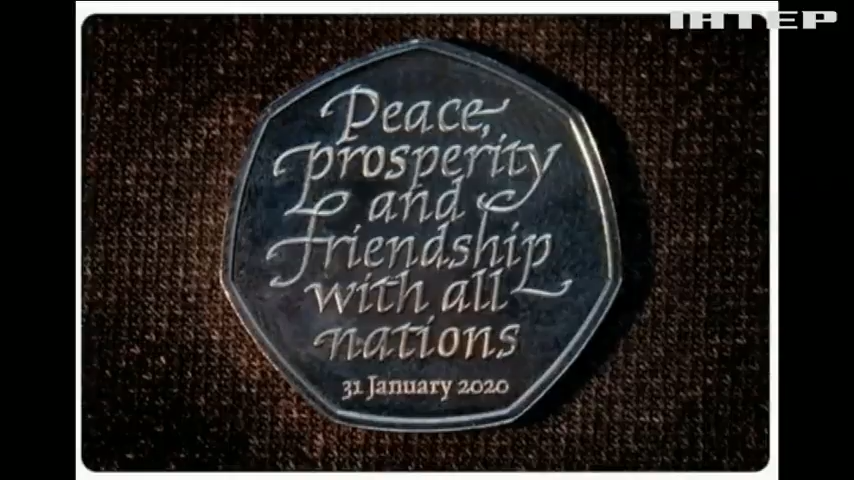 ІНТЕР
Peace,
prosperity
and
friendship
with all
nations
31 January 2020